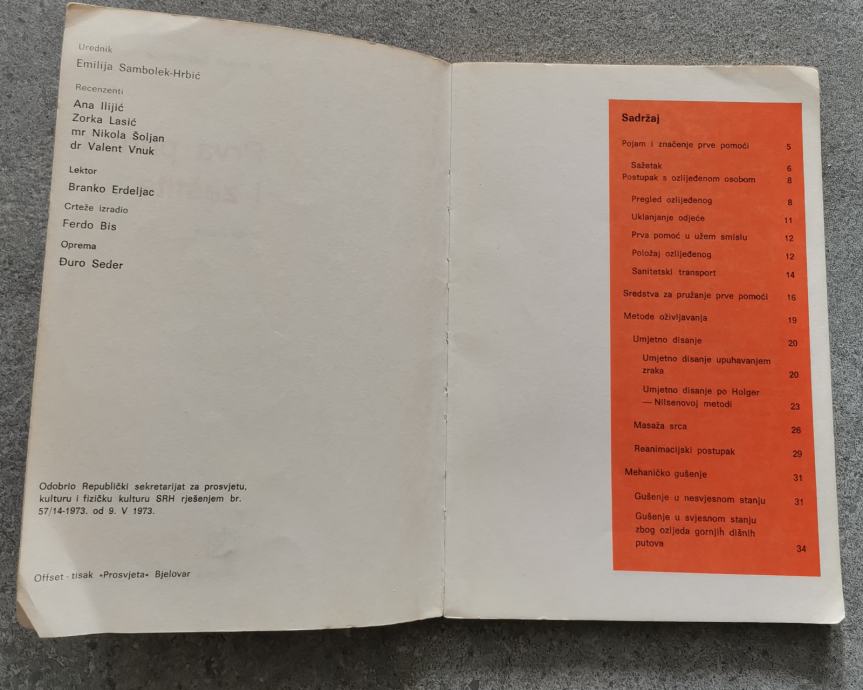 Urednik
Emilija Sambolek-Hrbić
Recenzenti
Ana Ilijić
Zorka Lasić
mr Nikola Šoljan
dr Valent Vnuk
Lektor
Branko Erdeljac
Crteže izradio
Ferdo Bis
Oprema
Đuro Seder
Odobrio Republički sekretarijat za prosvjetu,
kulturu i fizičku kulturu SRH rješenjem br.
57/14-1973. od 9. V 1973.
Offset - tisak »Prosvjeta« Bjelovar
Sadržaj
Pojam i značenje prve pomoći 5
Sažetak 6
Postupak s ozlijeđenom osobom 8
Pregled ozlijeđenog 8
Uklanjanje odjeće 11
Prva pomoć u užem smislu 12
Položaj ozlijeđenog 12
Sanitetski transport 14
Sredstva za pružanje prve pomoći 16
Metode oživljavanja 19
Umjetno disanje 20
Umjetno disanje upuhavanjem
zraka 20
Umjetno disanje po Holger
— Nilsenovoj metodi 23
Masaža srca 26
Reanimacijski postupak 29
Mehaničko gušenje 31
Gušenje u nesvjesnom stanju 31
Gušenje u svjesnom stanju
zbog ozljeda gornjih dišnih
putova 34